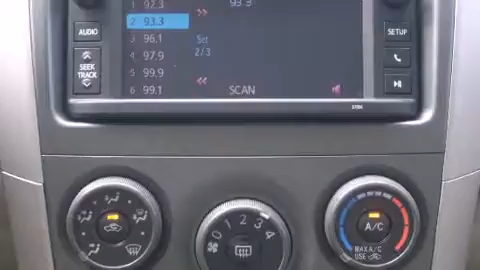 1 92.3
93.3
2 93.3
AUDIO
SETUP
3 96.1
Set
2/3
4 97.9
SEEK
TRACK
5 99.9
6 99.1
SCAN
0 1 2 3 4
A/C
MAX A/C
USE